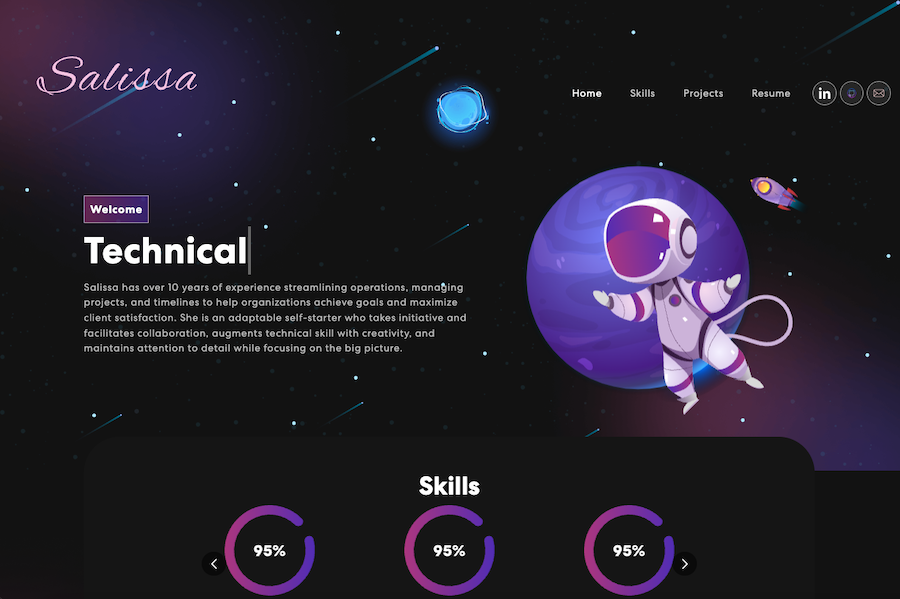 Salissa
Home Skills Projects Resume in
Welcome
Technical
Salissa has over 10 years of experience streamlining operations, managing
projects, and timelines to help organizations achieve goals and maximize
client satisfaction. She is an adaptable self-starter who takes initiative and
facilitates collaboration, augments technical skill with creativity, and
maintains attention to detail while focusing on the big picture.
Skills
95% 95% 95%